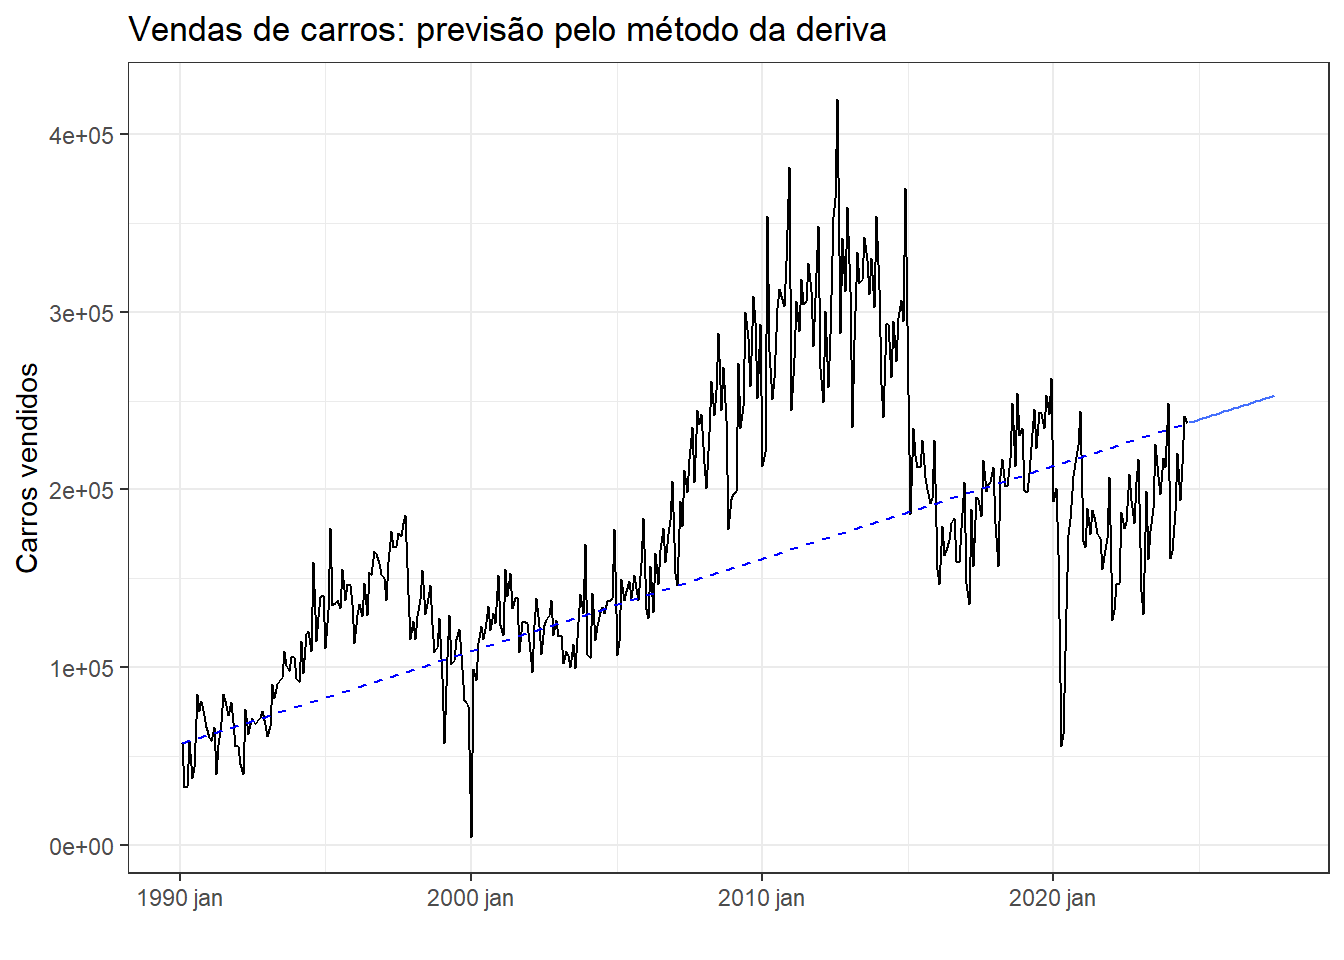 Vendas de carros: previsão pelo método da deriva
Carros vendidos
4e+05
3e+05
2e+05
1e+05
0e+00
1990 jan
2000 jan
2010 jan
2020 jan